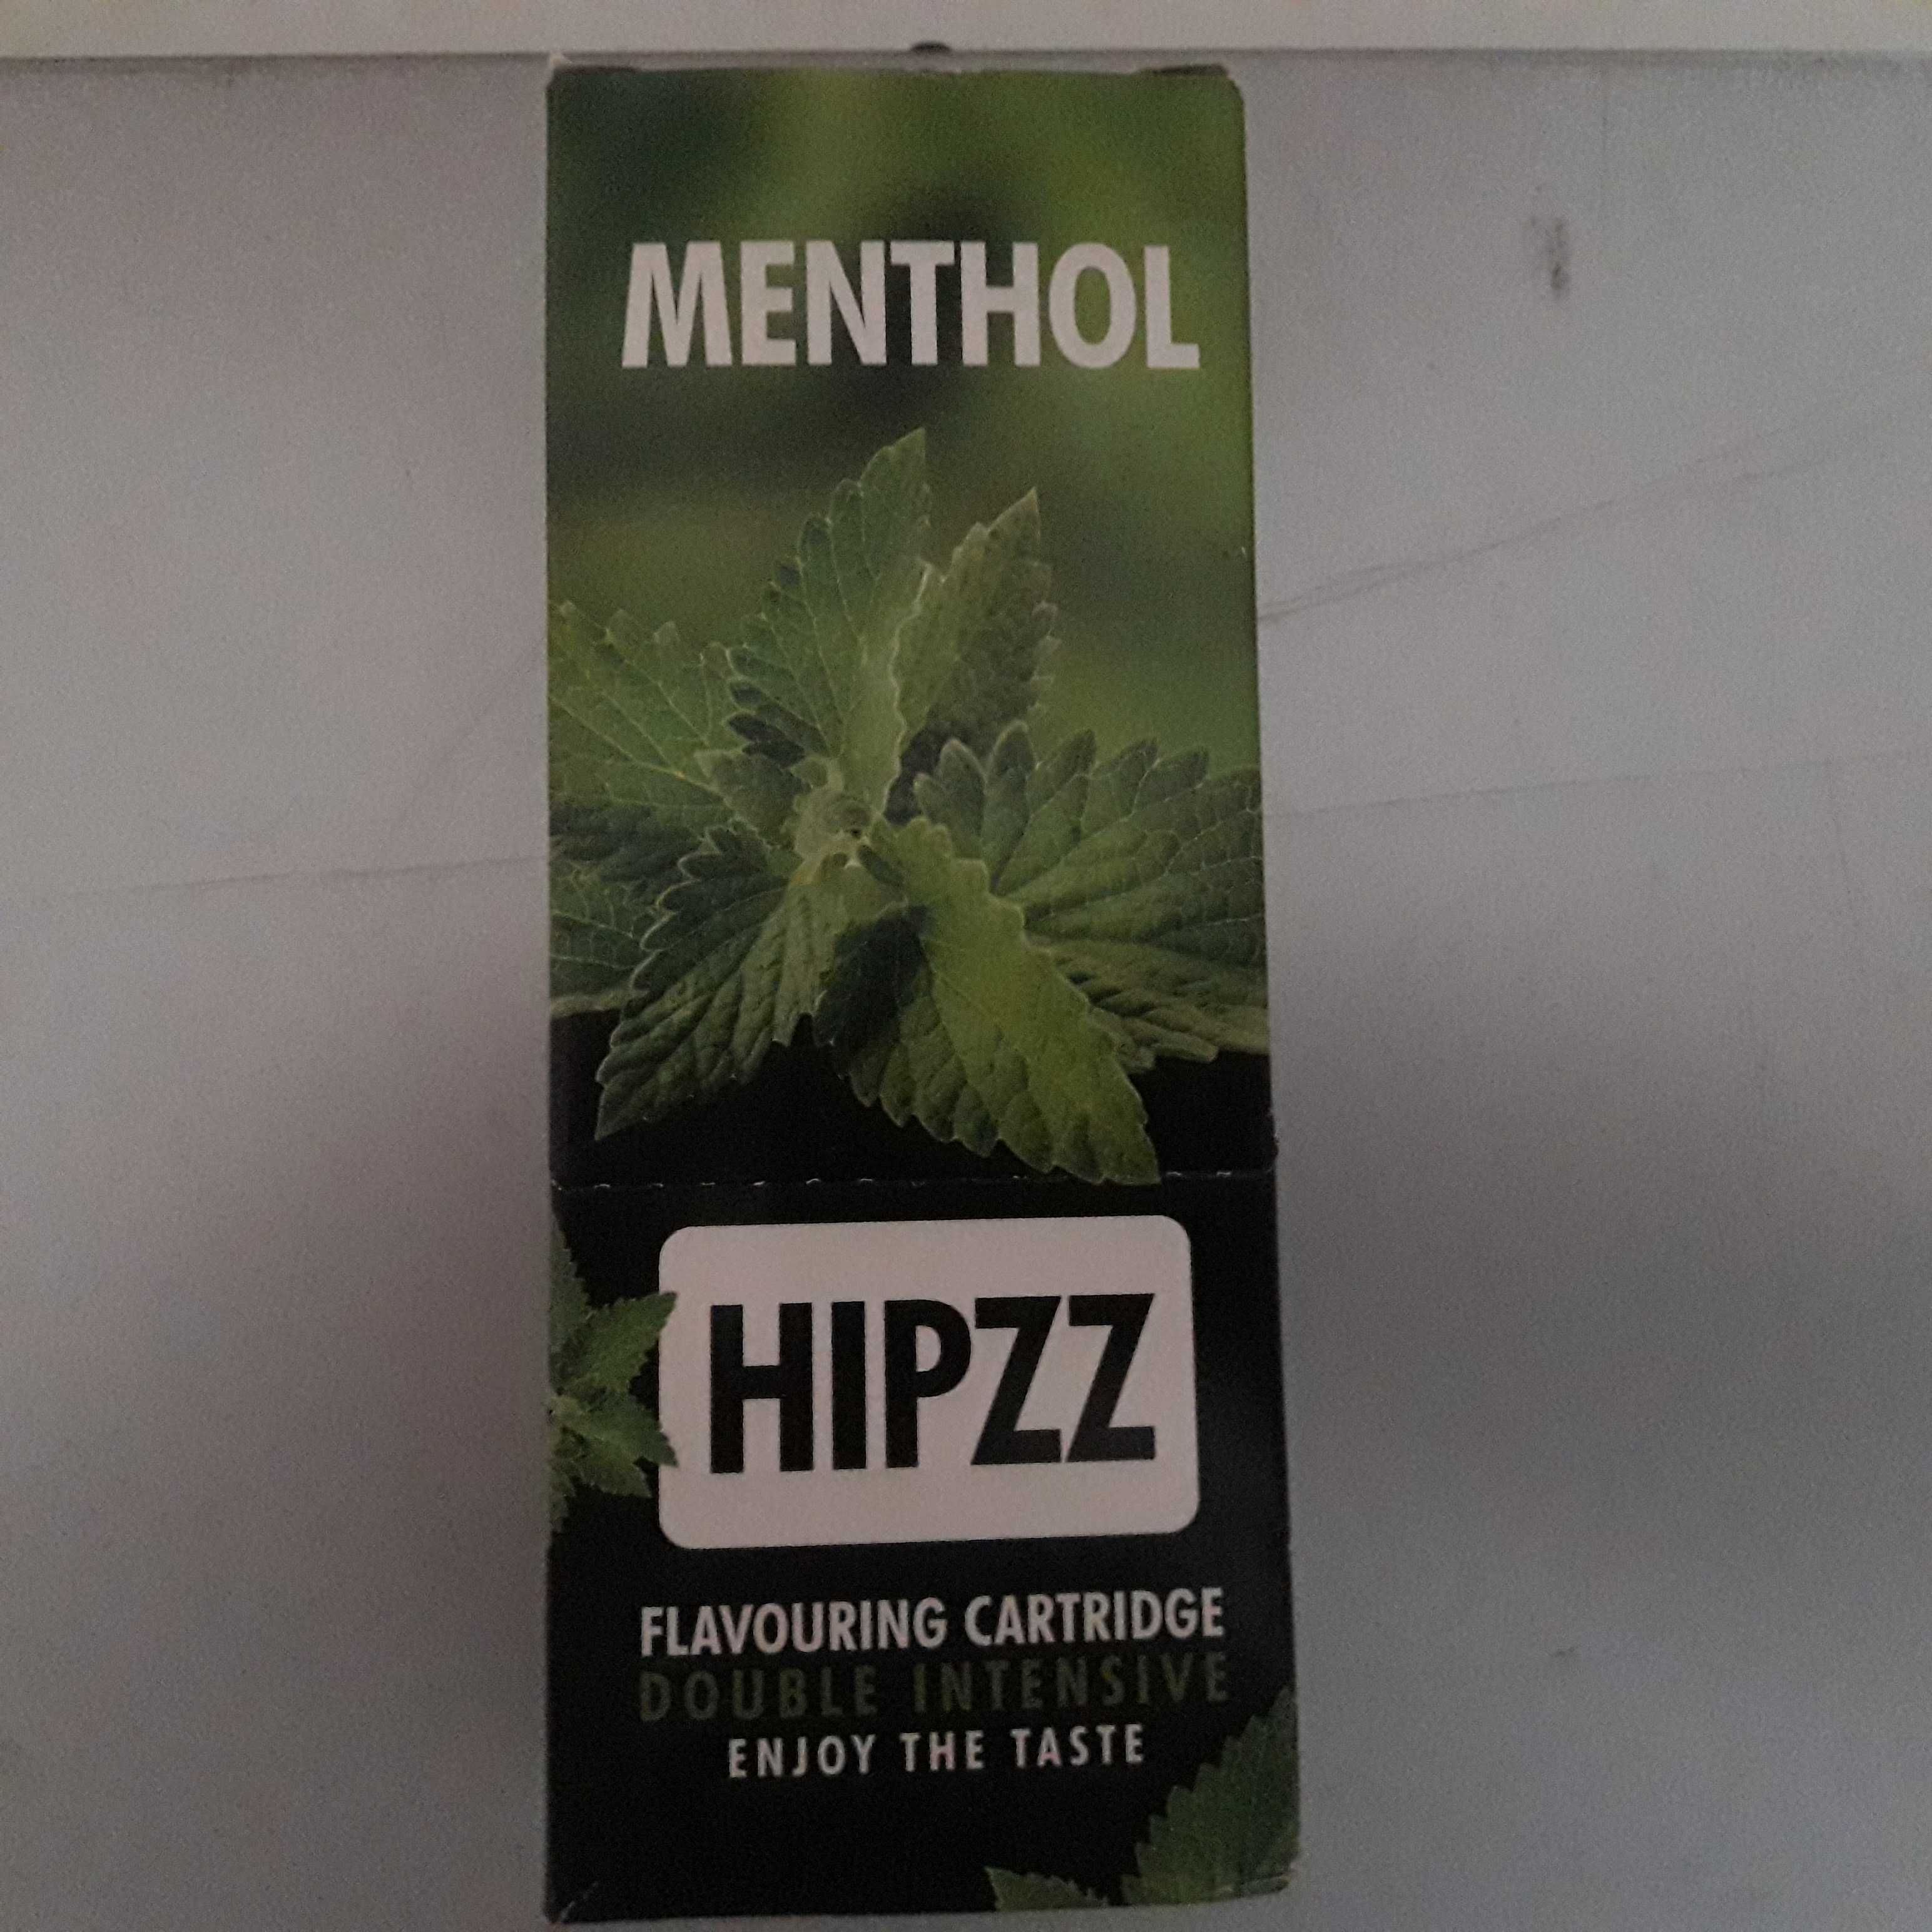 MENTHOL
HIPZZ
FLAVOURING CARTRIDGE
DOUBLE INTENSIVE
ENJOY THE TASTE